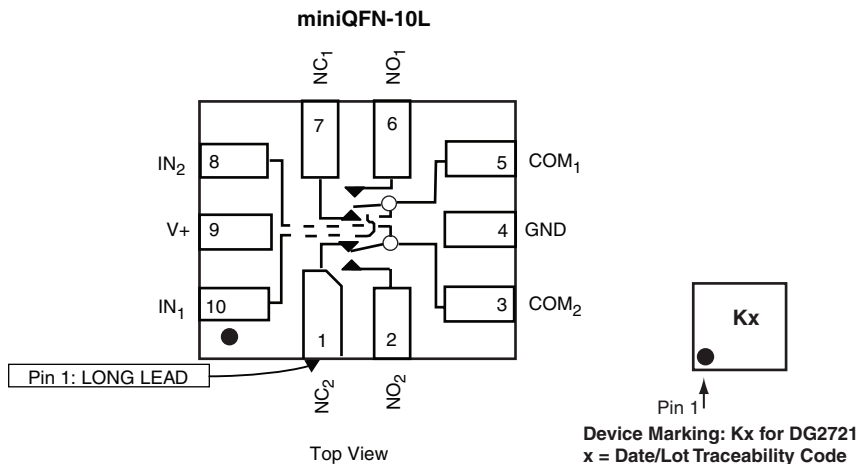 miniQFN-10L
NC1
NO1
7
6
IN2
8
5
COM1
V+
9
4
GND
IN1
10
3
COM2
1
2
Kx
Pin 1: LONG LEAD
NC2
NO2
Pin 1
Top View
Device Marking: Kx for DG2721
x = Date/Lot Traceability Code